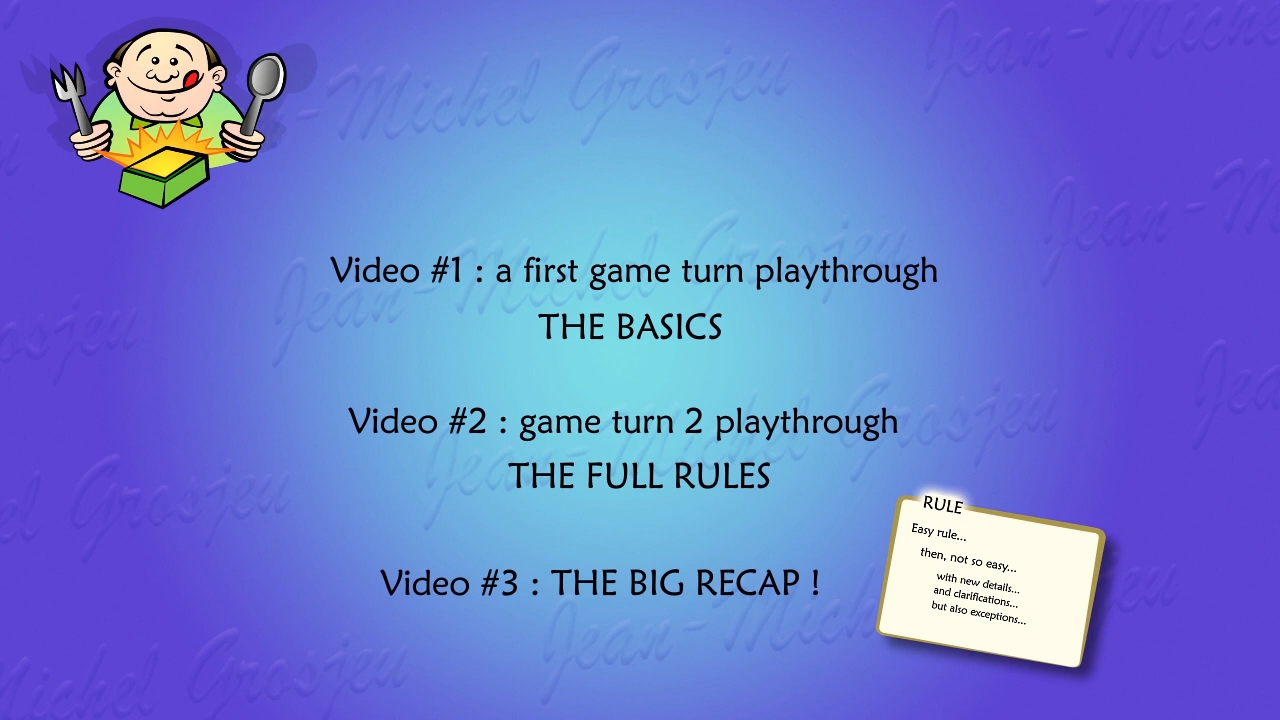 Jean-Michel Grosjeu
Video #1 : a first game turn playthrough
THE BASICS
Video #2 : game turn 2 playthrough
THE FULL RULES
Video #3 : THE BIG RECAP !
RULE
Easy rule...
then, not so easy...
with new details...
and clarifications...
but also exceptions...